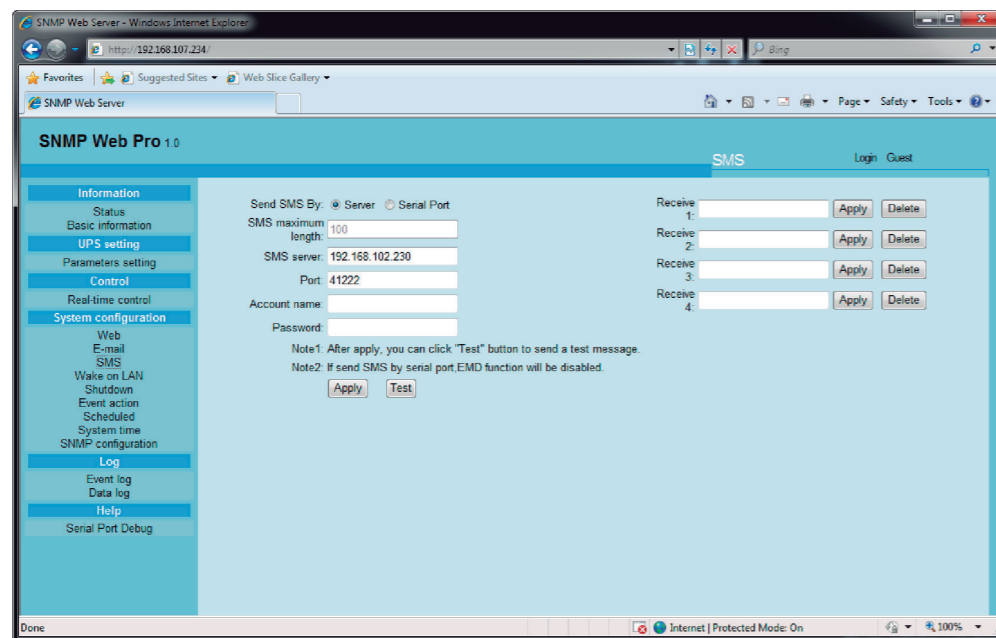 SNMP Web Server - Windows Internet Explorer
http://192.168.107.234/
Bing
Favorites Suggested Sites Web Slice Gallery
SNMP Web Server
Page Safety Tools
SNMP Web Pro 1.0
SMS
Login Guest
Information
Status
Basic information
UPS setting
Parameters setting
Control
Real-time control
System configuration
Web
E-mail
SMS
Wake on LAN
Shutdown
Event action
Scheduled
System time
SNMP configuration
Log
Event log
Data log
Help
Serial Port Debug
Send SMS By: Server Serial Port
SMS maximum length: 100
SMS server: 192.168.102.230
Port: 41222
Account name:
Password:
Note1: After apply, you can click "Test" button to send a test message.
Note2: If send SMS by serial port,EMD function will be disabled.
Apply Test
Receive 1: Apply Delete
Receive 2: Apply Delete
Receive 3: Apply Delete
Receive 4: Apply Delete
Done
Internet | Protected Mode: On
100%